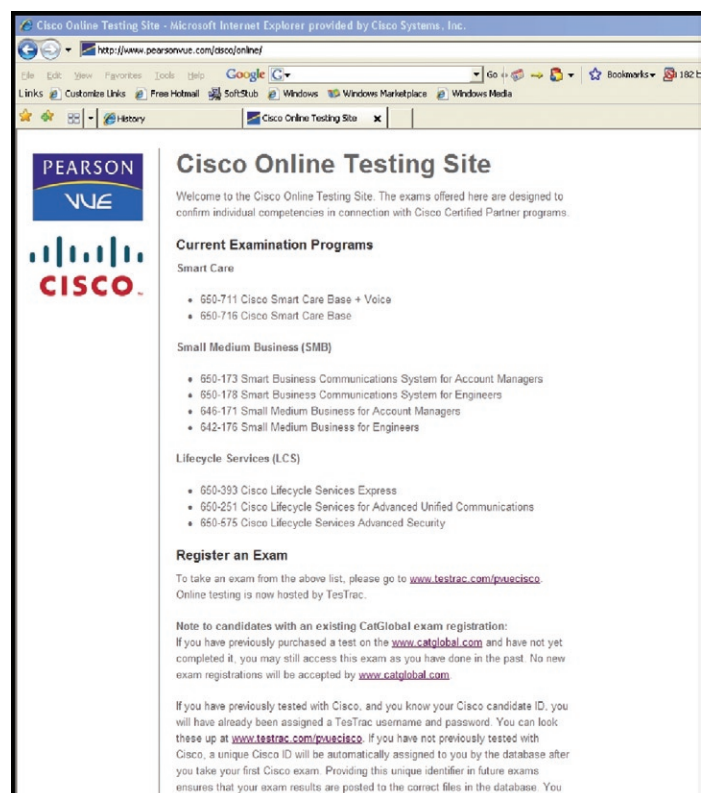 Cisco Online Testing Site - Microsoft Internet Explorer provided by Cisco Systems, Inc.
http://www.pearsonvue.com/cisco/online/
File Edit View Favorites Tools Help Google G Go Bookmarks 182 b
Links Customize Links Free Hotmail SoftStub Windows Windows Marketplace Windows Media
History Cisco Online Testing Site x
PEARSON
VUE
CISCO
Cisco Online Testing Site
Welcome to the Cisco Online Testing Site. The exams offered here are designed to
confirm individual competencies in connection with Cisco Certified Partner programs.
Current Examination Programs
Smart Care
• 650-711 Cisco Smart Care Base + Voice
• 650-716 Cisco Smart Care Base
Small Medium Business (SMB)
• 650-173 Smart Business Communications System for Account Managers
• 650-178 Smart Business Communications System for Engineers
• 646-171 Small Medium Business for Account Managers
• 642-176 Small Medium Business for Engineers
Lifecycle Services (LCS)
• 650-393 Cisco Lifecycle Services Express
• 650-251 Cisco Lifecycle Services for Advanced Unified Communications
• 650-575 Cisco Lifecycle Services Advanced Security
Register an Exam
To take an exam from the above list, please go to www.testrac.com/pvuecisco.
Online testing is now hosted by TesTrac.
Note to candidates with an existing CatGlobal exam registration:
If you have previously purchased a test on the www.catglobal.com and have not yet
completed it, you may still access this exam as you have done in the past. No new
exam registrations will be accepted by www.catglobal.com.
If you have previously tested with Cisco, and you know your Cisco candidate ID, you
will have already been assigned a TesTrac username and password. You can look
these up at www.testrac.com/pvuecisco. If you have not previously tested with
Cisco, a unique Cisco ID will be automatically assigned to you by the database after
you take your first Cisco exam. Providing this unique identifier in future exams
ensures that your exam results are posted to the correct files in the database. You